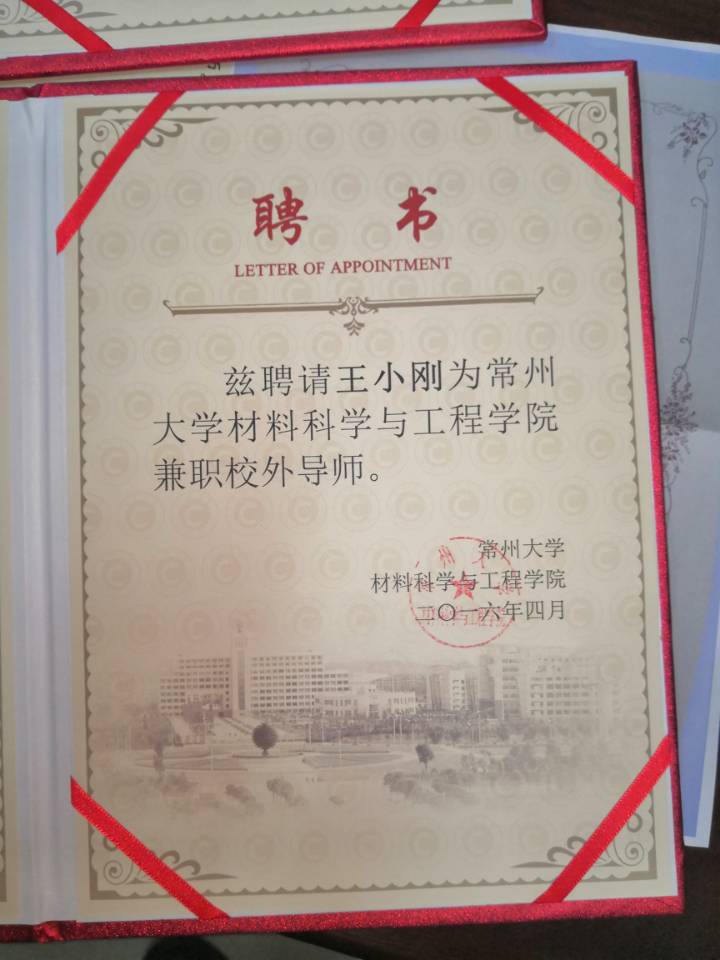 聘 书
LETTER OF APPOINTMENT
兹聘请王小刚为常州
大学材料科学与工程学院
兼职校外导师。
常州大学
材料科学与工程学院
二〇一六年四月